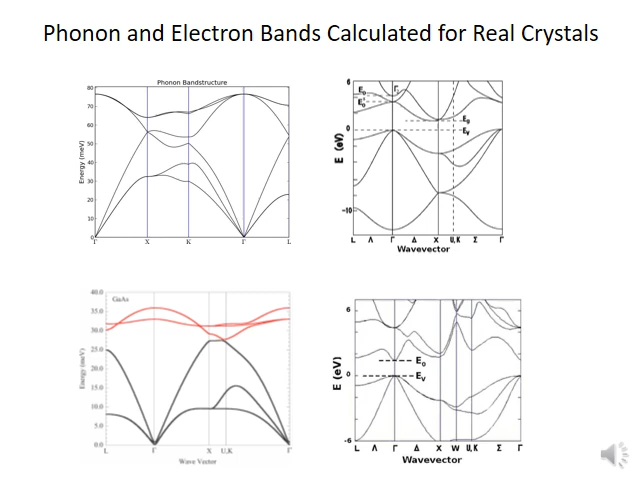 Phonon and Electron Bands Calculated for Real Crystals
Phonon Bandstructure
Energy (meV)
80
70
60
50
40
30
20
10
0
Γ X K Γ L
E (eV)
6
0
-10
E₀'
Γ
E₀
Eg
Ev
L Λ Γ Δ X U,K Σ Γ
Wavevector
GaAs
Energy (meV)
40.0
35.0
30.0
25.0
20.0
15.0
10.0
5.0
0.0
L Γ X U,K Γ
Wave Vector
E (eV)
6
0
-6
E₀
Ev
L Λ Γ Δ X W U,K Σ Γ
Wavevector